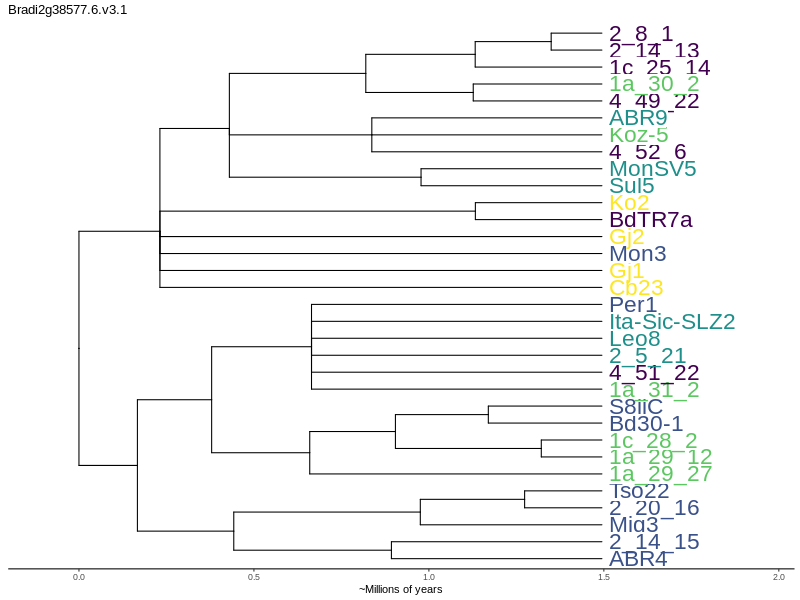 Bradi2g38577.6.v3.1
2_8_1
2_14_13
1c_25_14
1a_30_2
4_49_22
ABR9
Koz-5
4_52_6
MonSV5
Sul5
Ko2
BdTR7a
Gj2
Mon3
Gj1
Cb23
Per1
Ita-Sic-SLZ2
Leo8
2_5_21
4_51_22
1a_31_2
S8iiC
Bd30-1
1c_28_2
1a_29_12
1a_29_27
Tso22
2_20_16
Mig3
2_14_15
ABR4
0.0 0.5 1.0 1.5 2.0
~Millions of years